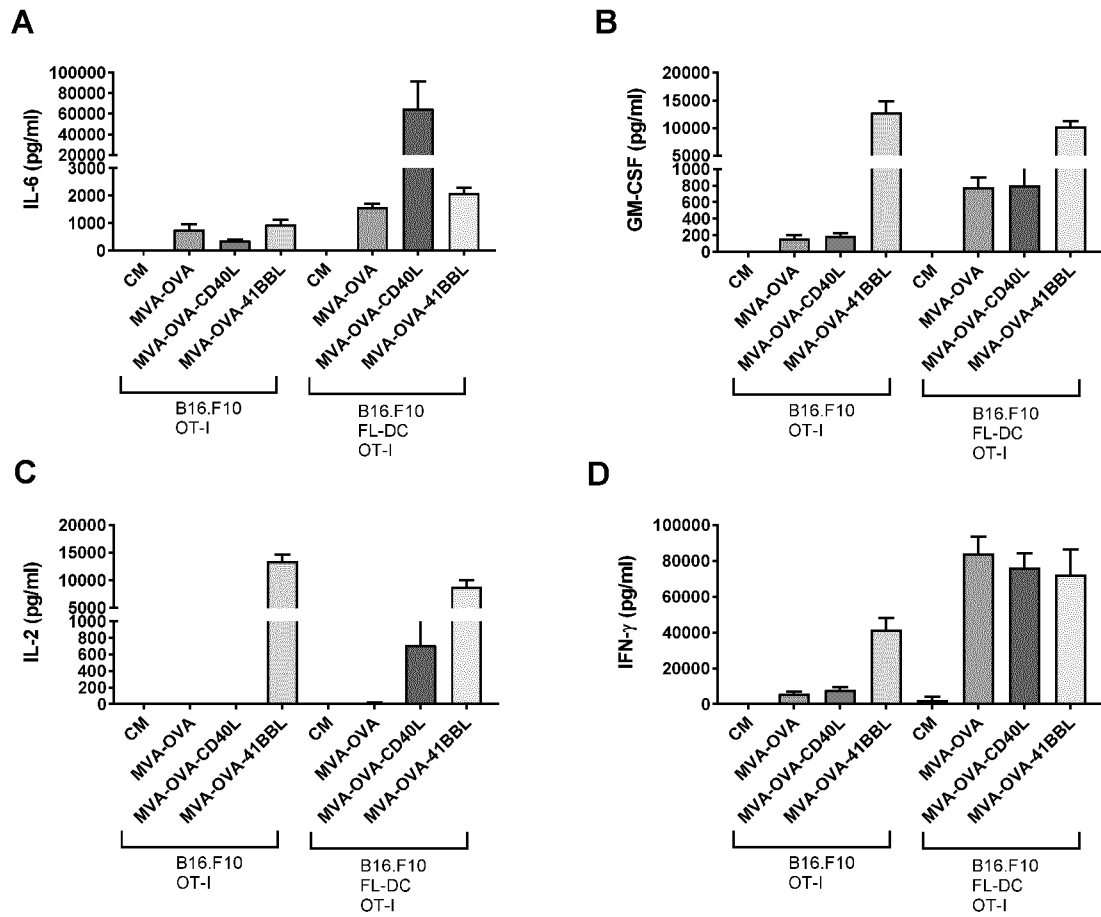 A
IL-6 (pg/ml)
100000
80000
60000
40000
20000
3000
2000
1000
0
CM
MVA-OVA
MVA-OVA-CD40L
MVA-OVA-41BBL
CM
MVA-OVA
MVA-OVA-CD40L
MVA-OVA-41BBL
B16.F10
OT-I
B16.F10
FL-DC
OT-I
B
GM-CSF (pg/ml)
20000
15000
10000
5000
1000
800
600
400
200
0
CM
MVA-OVA
MVA-OVA-CD40L
MVA-OVA-41BBL
CM
MVA-OVA
MVA-OVA-CD40L
MVA-OVA-41BBL
B16.F10
OT-I
B16.F10
FL-DC
OT-I
C
IL-2 (pg/ml)
20000
15000
10000
5000
1000
800
600
400
200
0
CM
MVA-OVA
MVA-OVA-CD40L
MVA-OVA-41BBL
CM
MVA-OVA
MVA-OVA-CD40L
MVA-OVA-41BBL
B16.F10
OT-I
B16.F10
FL-DC
OT-I
D
IFN-γ (pg/ml)
100000
80000
60000
40000
20000
0
CM
MVA-OVA
MVA-OVA-CD40L
MVA-OVA-41BBL
CM
MVA-OVA
MVA-OVA-CD40L
MVA-OVA-41BBL
B16.F10
OT-I
B16.F10
FL-DC
OT-I